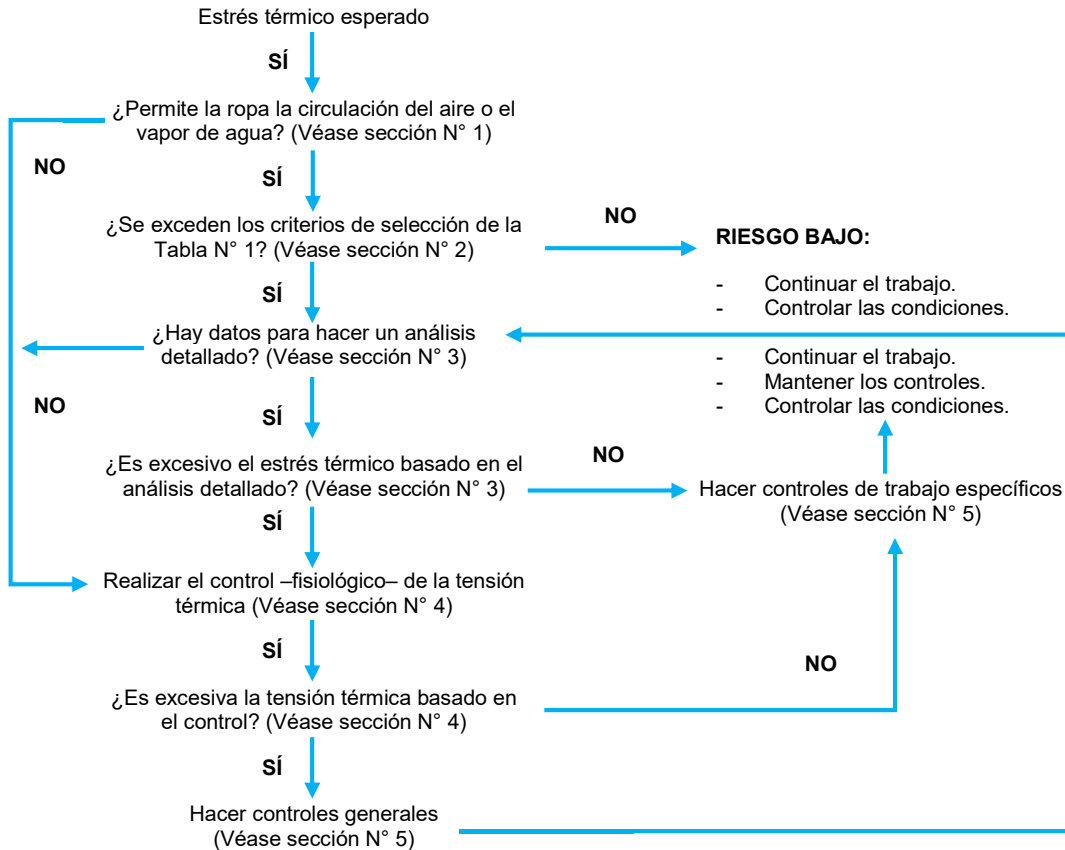 Estrés térmico esperado
SÍ
¿Permite la ropa la circulación del aire o el
vapor de agua? (Véase sección N° 1)
NO
SÍ
¿Se exceden los criterios de selección de la
Tabla N° 1? (Véase sección N° 2)
NO
RIESGO BAJO:
- Continuar el trabajo.
- Controlar las condiciones.
SÍ
¿Hay datos para hacer un análisis
detallado? (Véase sección N° 3)
- Continuar el trabajo.
- Mantener los controles.
- Controlar las condiciones.
NO
SÍ
¿Es excesivo el estrés térmico basado en el
análisis detallado? (Véase sección N° 3)
NO
Hacer controles de trabajo específicos
(Véase sección N° 5)
SÍ
Realizar el control –fisiológico– de la tensión
térmica (Véase sección N° 4)
SÍ
NO
¿Es excesiva la tensión térmica basado en
el control? (Véase sección N° 4)
SÍ
Hacer controles generales
(Véase sección N° 5)